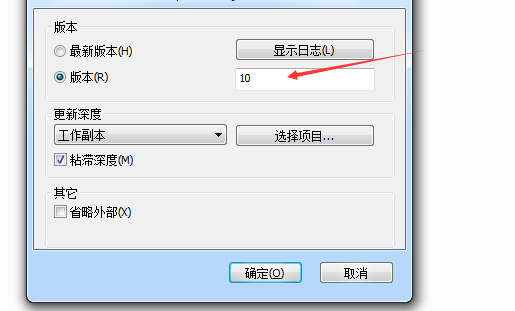 版本
最新版本(H)
显示日志(L)
版本(R)
10
更新深度
工作副本
选择项目...
粘滞深度(M)
其它
省略外部(X)
确定(O)
取消